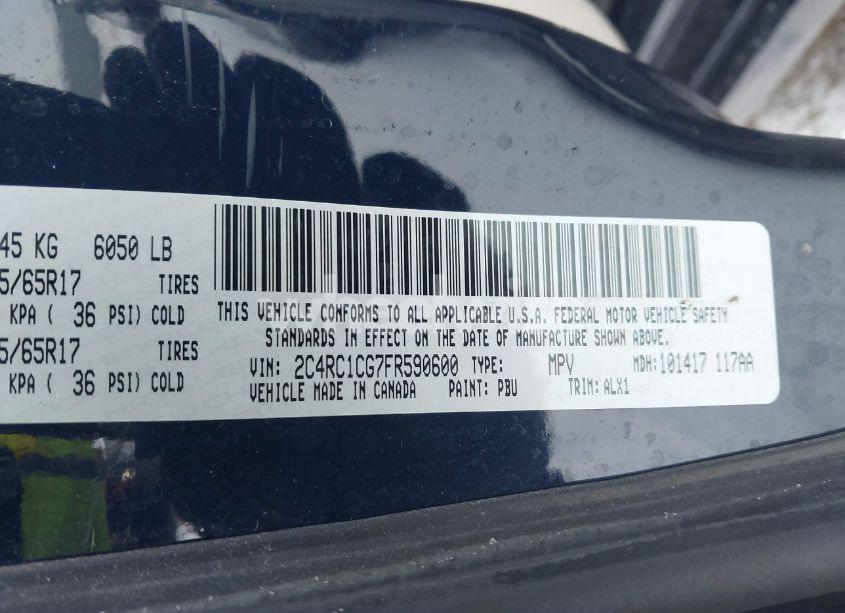 45 KG 6050 LB
5/65R17 TIRES
KPA ( 36 PSI) COLD
5/65R17 TIRES
KPA ( 36 PSI) COLD
THIS VEHICLE CONFORMS TO ALL APPLICABLE U.S.A. FEDERAL MOTOR VEHICLE SAFETY
STANDARDS IN EFFECT ON THE DATE OF MANUFACTURE SHOWN ABOVE.
VIN: 2C4RC1CG7FR590600 TYPE: MPV MDH:101417 117AA
VEHICLE MADE IN CANADA PAINT: PBU TRIM: ALX1